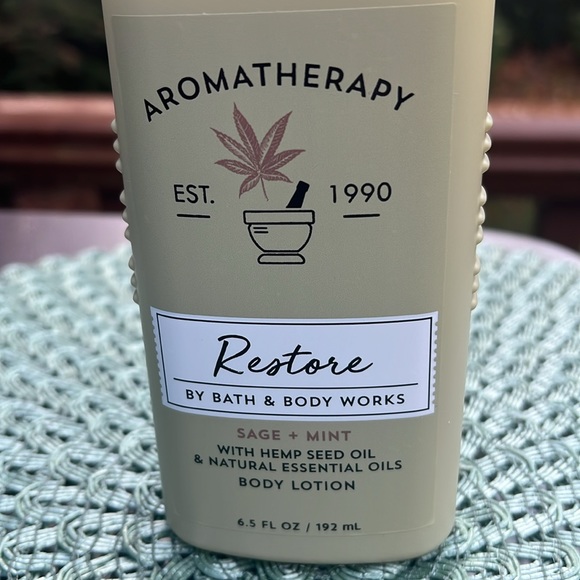 AROMATHERAPY
EST. 1990
Restore
BY BATH & BODY WORKS
SAGE + MINT
WITH HEMP SEED OIL
& NATURAL ESSENTIAL OILS
BODY LOTION
6.5 FL OZ / 192 mL